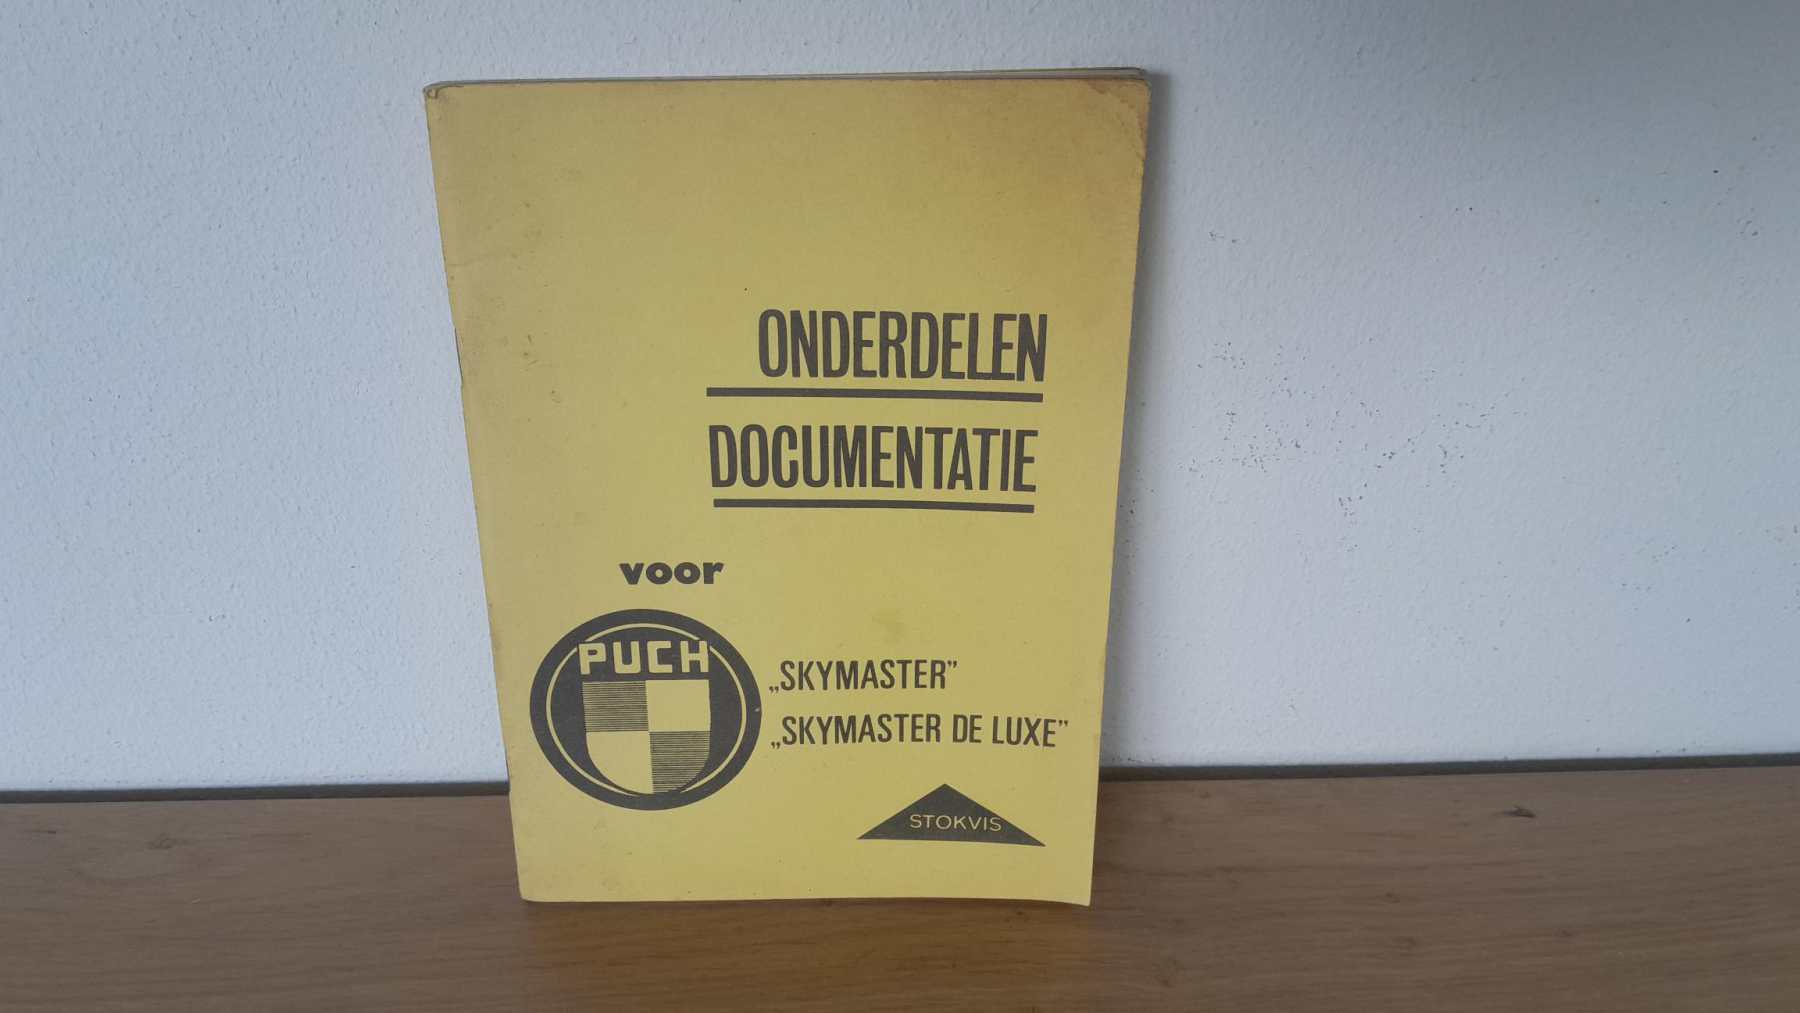 ONDERDELEN
DOCUMENTATIE
voor
PUCH
„SKYMASTER”
„SKYMASTER DE LUXE”
STOKVIS